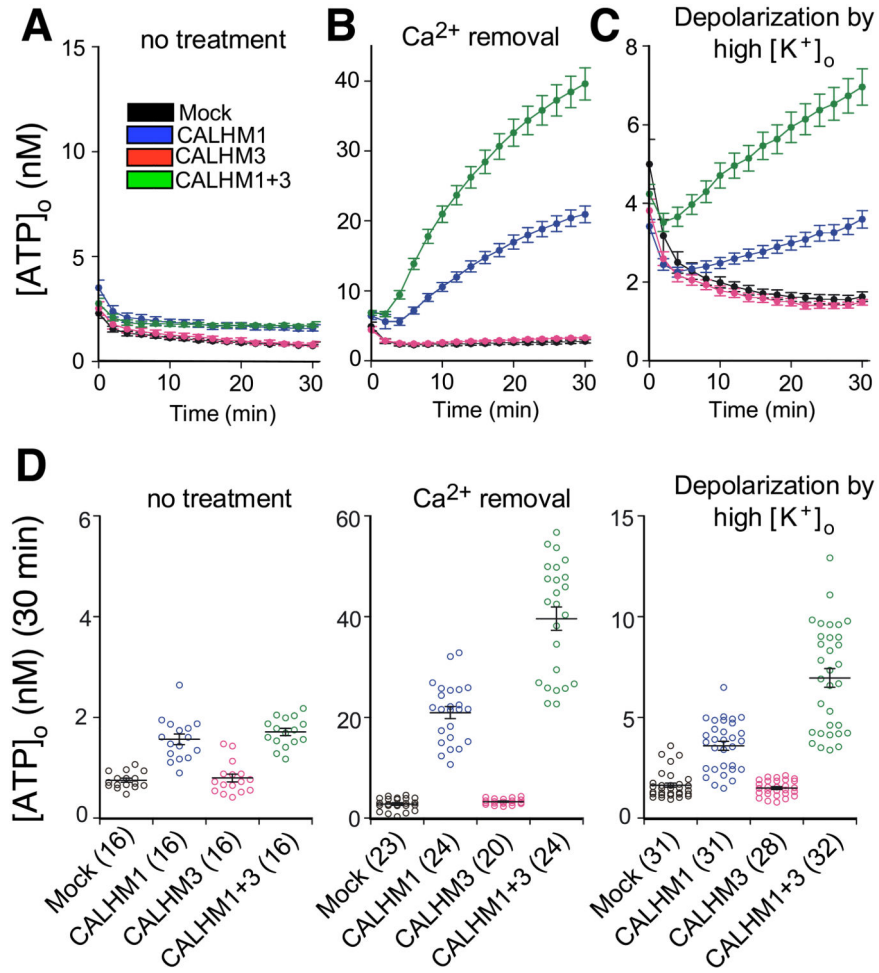 A
no treatment
B
Ca2+ removal
C
Depolarization by
high [K+]o
[ATP]o (nM)
15
10
5
0
Mock
CALHM1
CALHM3
CALHM1+3
0 10 20 30
Time (min)
40
30
20
10
0
0 10 20 30
Time (min)
8
6
4
2
0
0 10 20 30
Time (min)
D
no treatment
Ca2+ removal
Depolarization by
high [K+]o
[ATP]o (nM) (30 min)
6
4
2
0
Mock (16)
CALHM1 (16)
CALHM3 (16)
CALHM1+3 (16)
60
40
20
0
Mock (23)
CALHM1 (24)
CALHM3 (20)
CALHM1+3 (24)
15
10
5
0
Mock (31)
CALHM1 (31)
CALHM3 (28)
CALHM1+3 (32)